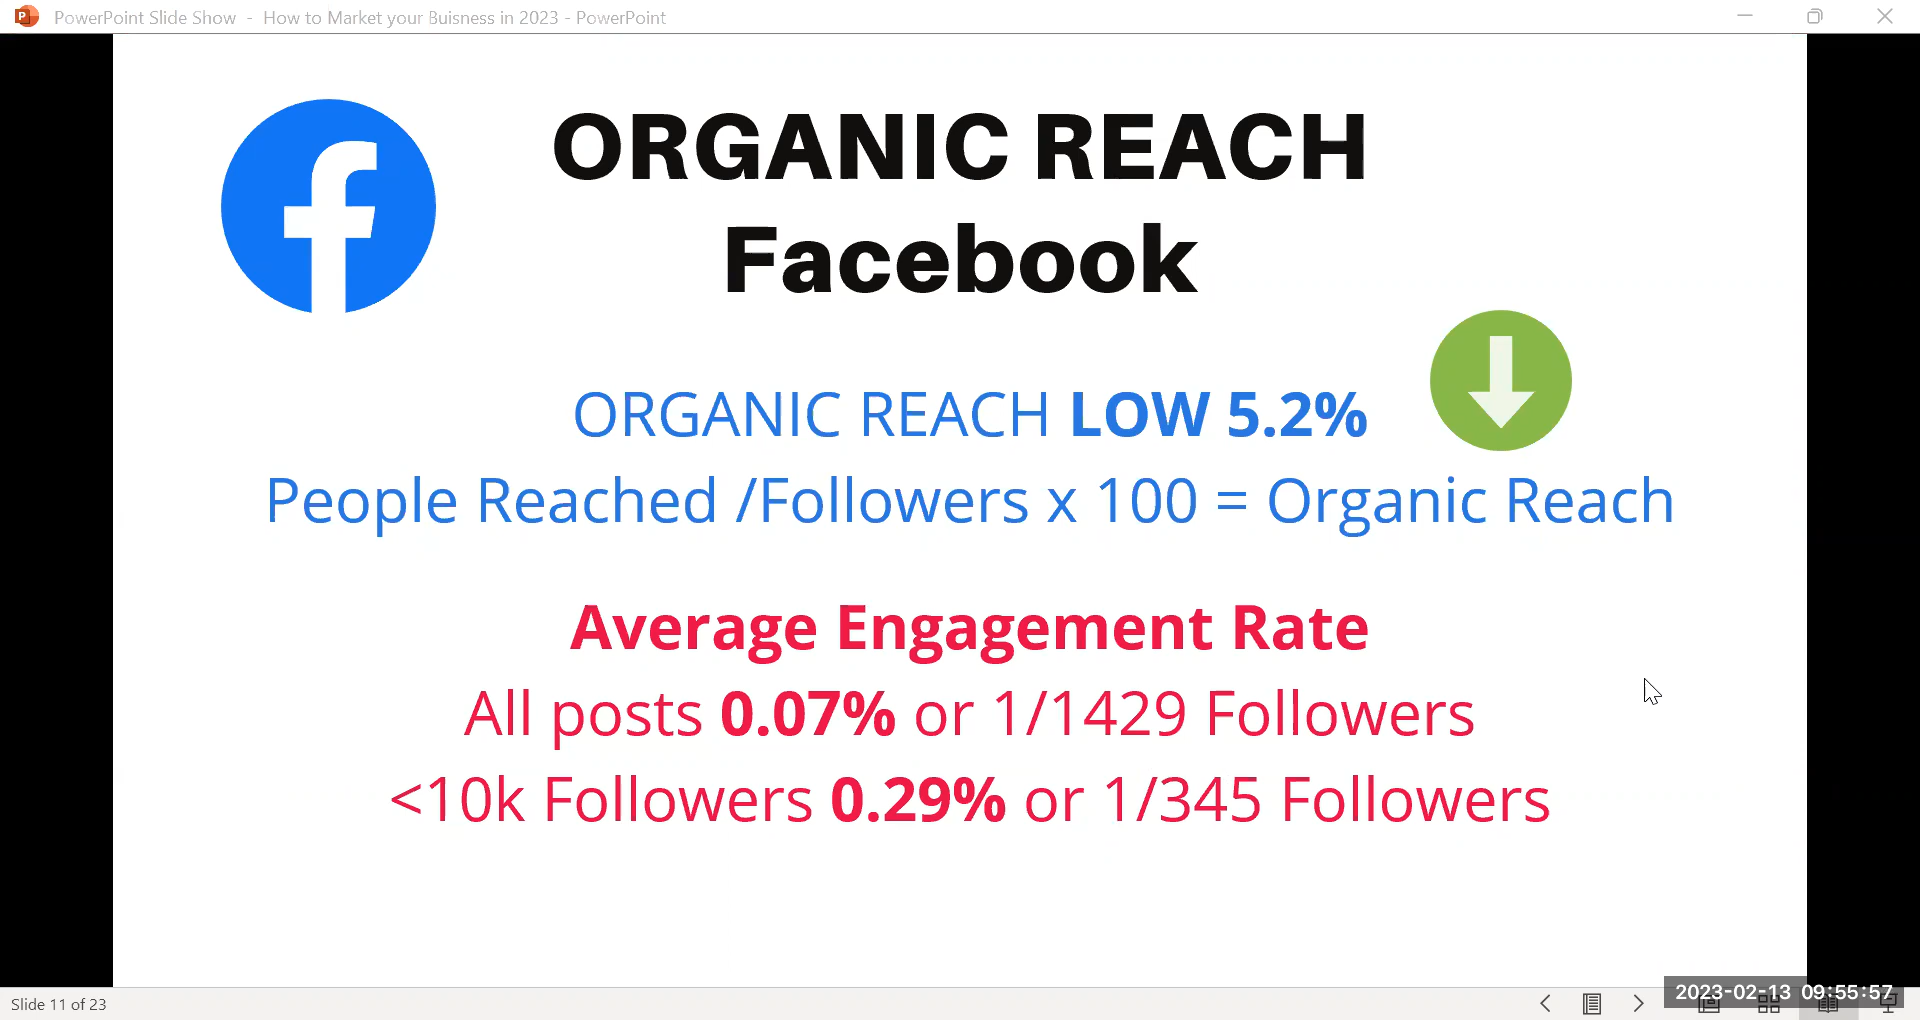 PowerPoint Slide Show - How to Market your Buisness in 2023 - PowerPoint
ORGANIC REACH
Facebook
ORGANIC REACH LOW 5.2%
People Reached /Followers x 100 = Organic Reach
Average Engagement Rate
All posts 0.07% or 1/1429 Followers
<10k Followers 0.29% or 1/345 Followers
Slide 11 of 23
2023-02-13 09:55:57